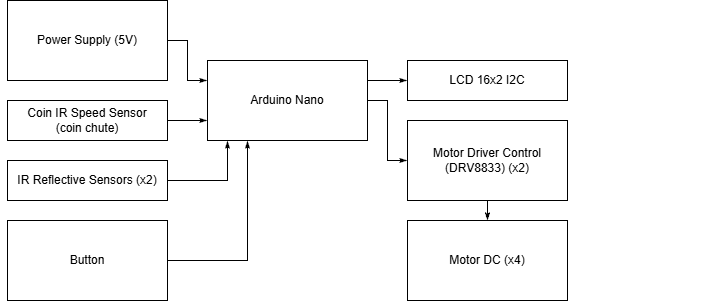 Power Supply (5V)
Coin IR Speed Sensor
(coin chute)
IR Reflective Sensors (x2)
Button
Arduino Nano
LCD 16x2 I2C
Motor Driver Control
(DRV8833) (x2)
Motor DC (x4)